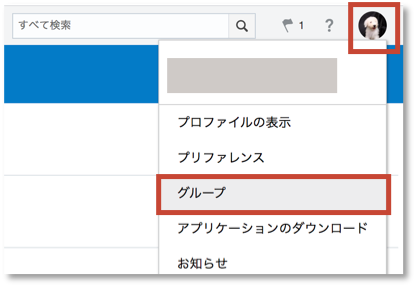 すべて検索
1 ?
プロファイルの表示
プリファレンス
グループ
アプリケーションのダウンロード
お知らせ